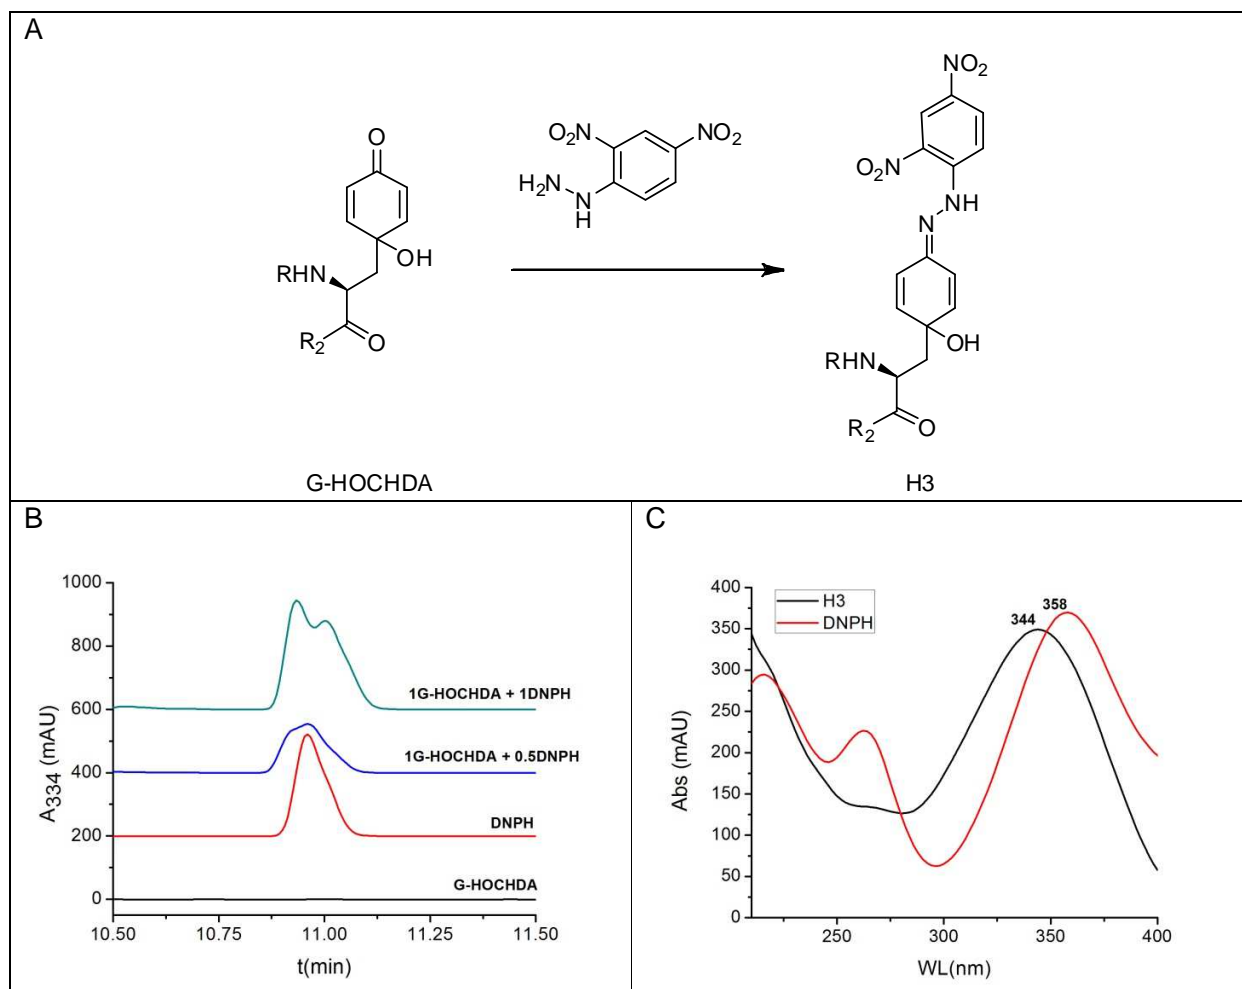 A
O
O₂N
NO₂
H₂N
N
H
OH
RHN
R₂
O
G-HOCHDA
NO₂
NO₂
NH
N
OH
RHN
R₂
O
H3
B
A334 (mAU)
1000
800
600
400
200
0
1G-HOCHDA + 1DNPH
1G-HOCHDA + 0.5DNPH
DNPH
G-HOCHDA
10.50 10.75 11.00 11.25 11.50
t(min)
C
Abs (mAU)
400
350
300
250
200
150
100
50
0
H3
DNPH
344 358
250 300 350 400
WL(nm)